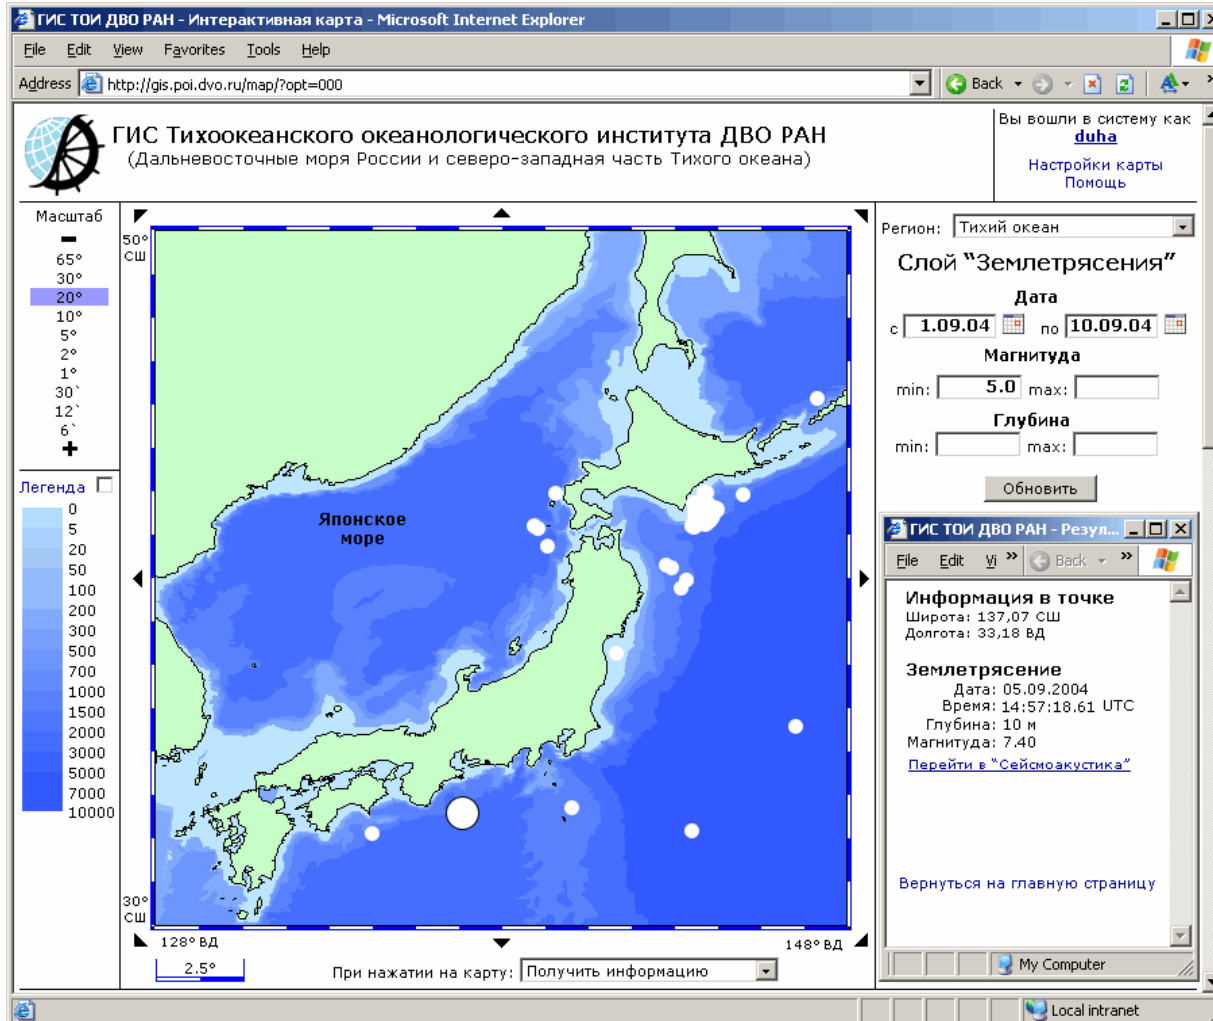 ГИС ТОИ ДВО РАН - Интерактивная карта - Microsoft Internet Explorer
File Edit View Favorites Tools Help
Address http://gis.poi.dvo.ru/map/?opt=000 Back
ГИС Тихоокеанского океанологического института ДВО РАН
(Дальневосточные моря России и северо-западная часть Тихого океана)
Вы вошли в систему как
duha
Настройки карты
Помощь
Масштаб
65°
30°
20°
10°
5°
2°
1°
30`
12`
6`
Легенда
0
5
20
50
100
200
300
500
700
1000
1500
2000
3000
5000
7000
10000
50°
СШ
Японское
море
30°
СШ
128° ВД
148° ВД
2.5°
При нажатии на карту: Получить информацию
Регион: Тихий океан
Слой "Землетрясения"
Дата
с 1.09.04 по 10.09.04
Магнитуда
min: 5.0 max:
Глубина
min: max:
Обновить
ГИС ТОИ ДВО РАН - Резул...
File Edit Vi » Back »
Информация в точке
Широта: 137,07 СШ
Долгота: 33,18 ВД
Землетрясение
Дата: 05.09.2004
Время: 14:57:18.61 UTC
Глубина: 10 м
Магнитуда: 7.40
Перейти в "Сейсмоакустика"
Вернуться на главную страницу
My Computer
Local intranet